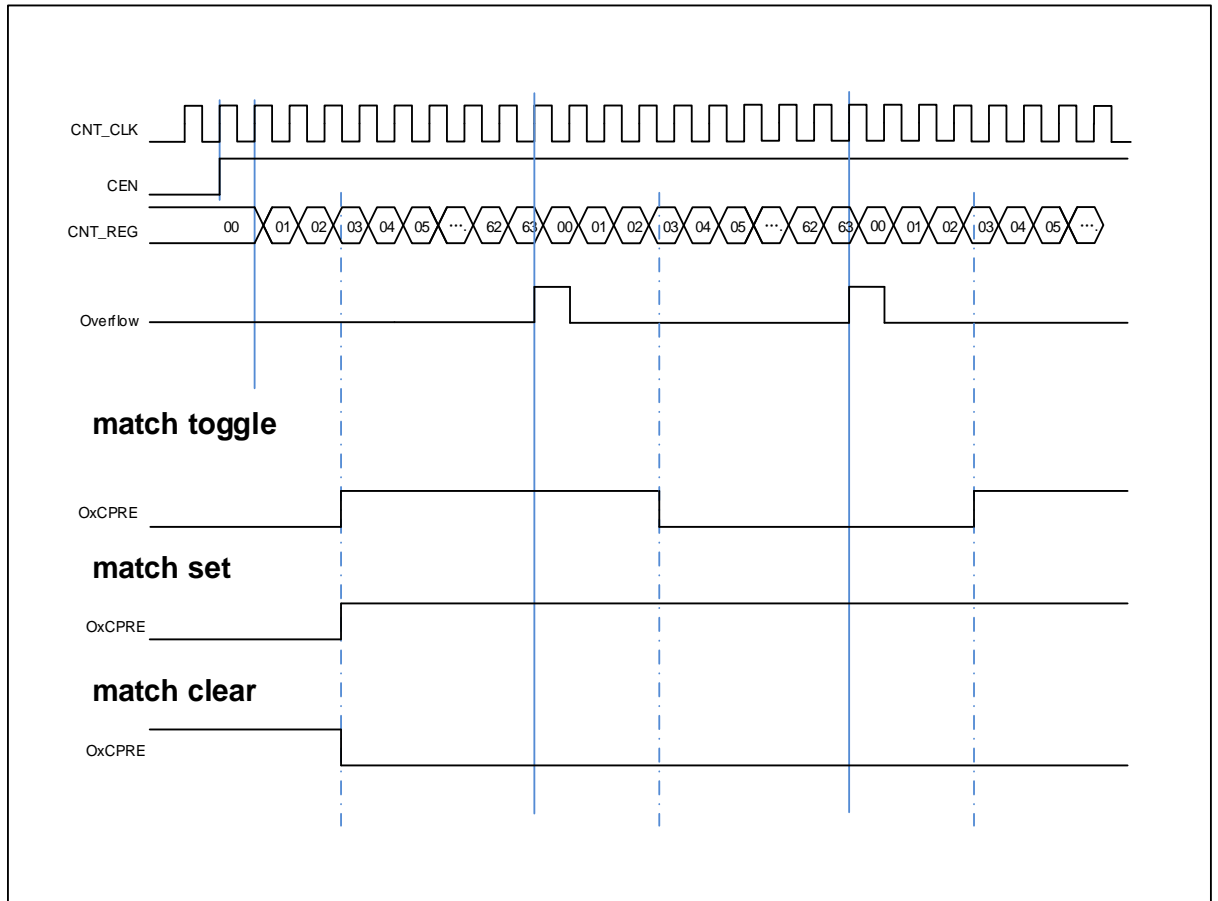 CNT_CLK
CEN
CNT_REG 00 01 02 03 04 05 ···. 62 63 00 01 02 03 04 05 ···. 62 63 00 01 02 03 04 05 ···.
Overflow
match toggle
OxCPRE
match set
OxCPRE
match clear
OxCPRE